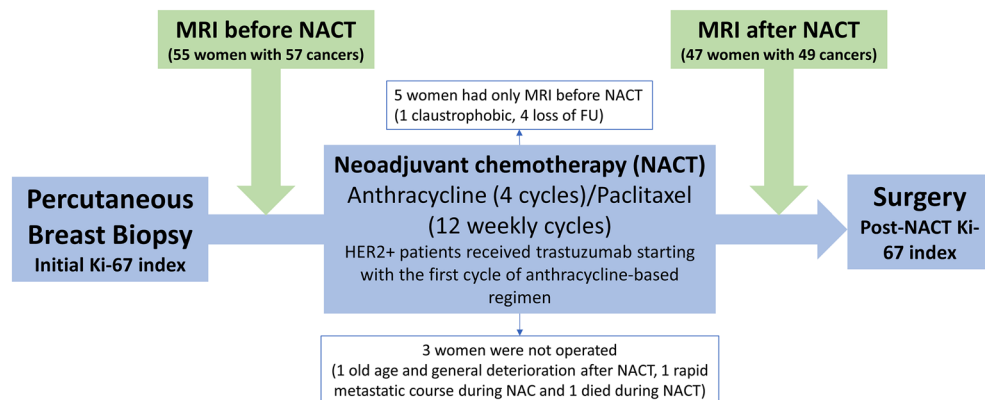 MRI before NACT
(55 women with 57 cancers)
MRI after NACT
(47 women with 49 cancers)
5 women had only MRI before NACT
(1 claustrophobic, 4 loss of FU)
Percutaneous
Breast Biopsy
Initial Ki-67 index
Neoadjuvant chemotherapy (NACT)
Anthracycline (4 cycles)/Paclitaxel
(12 weekly cycles)
HER2+ patients received trastuzumab starting
with the first cycle of anthracycline-based
regimen
Surgery
Post-NACT Ki-
67 index
3 women were not operated
(1 old age and general deterioration after NACT, 1 rapid
metastatic course during NAC and 1 died during NACT)